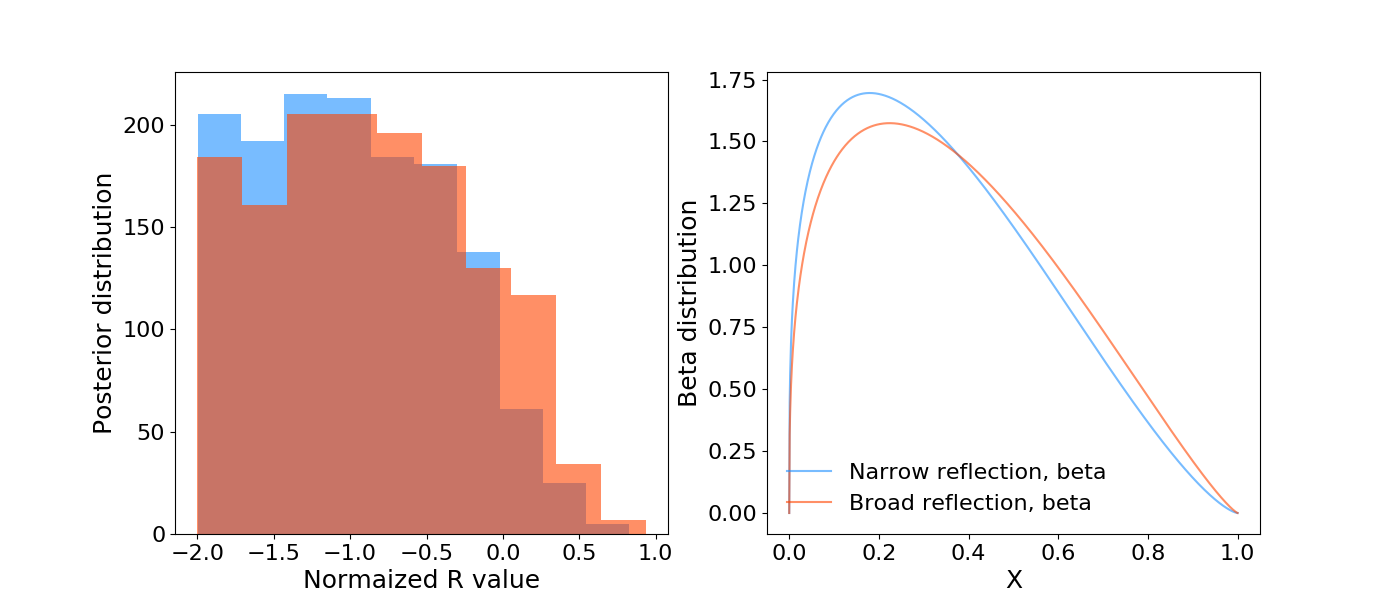 Posterior distribution
200
150
100
50
0
−2.0 −1.5 −1.0 −0.5 0.0 0.5 1.0
Normaized R value
Beta distribution
1.75
1.50
1.25
1.00
0.75
0.50
0.25
0.00
Narrow reflection, beta
Broad reflection, beta
0.0 0.2 0.4 0.6 0.8 1.0
X